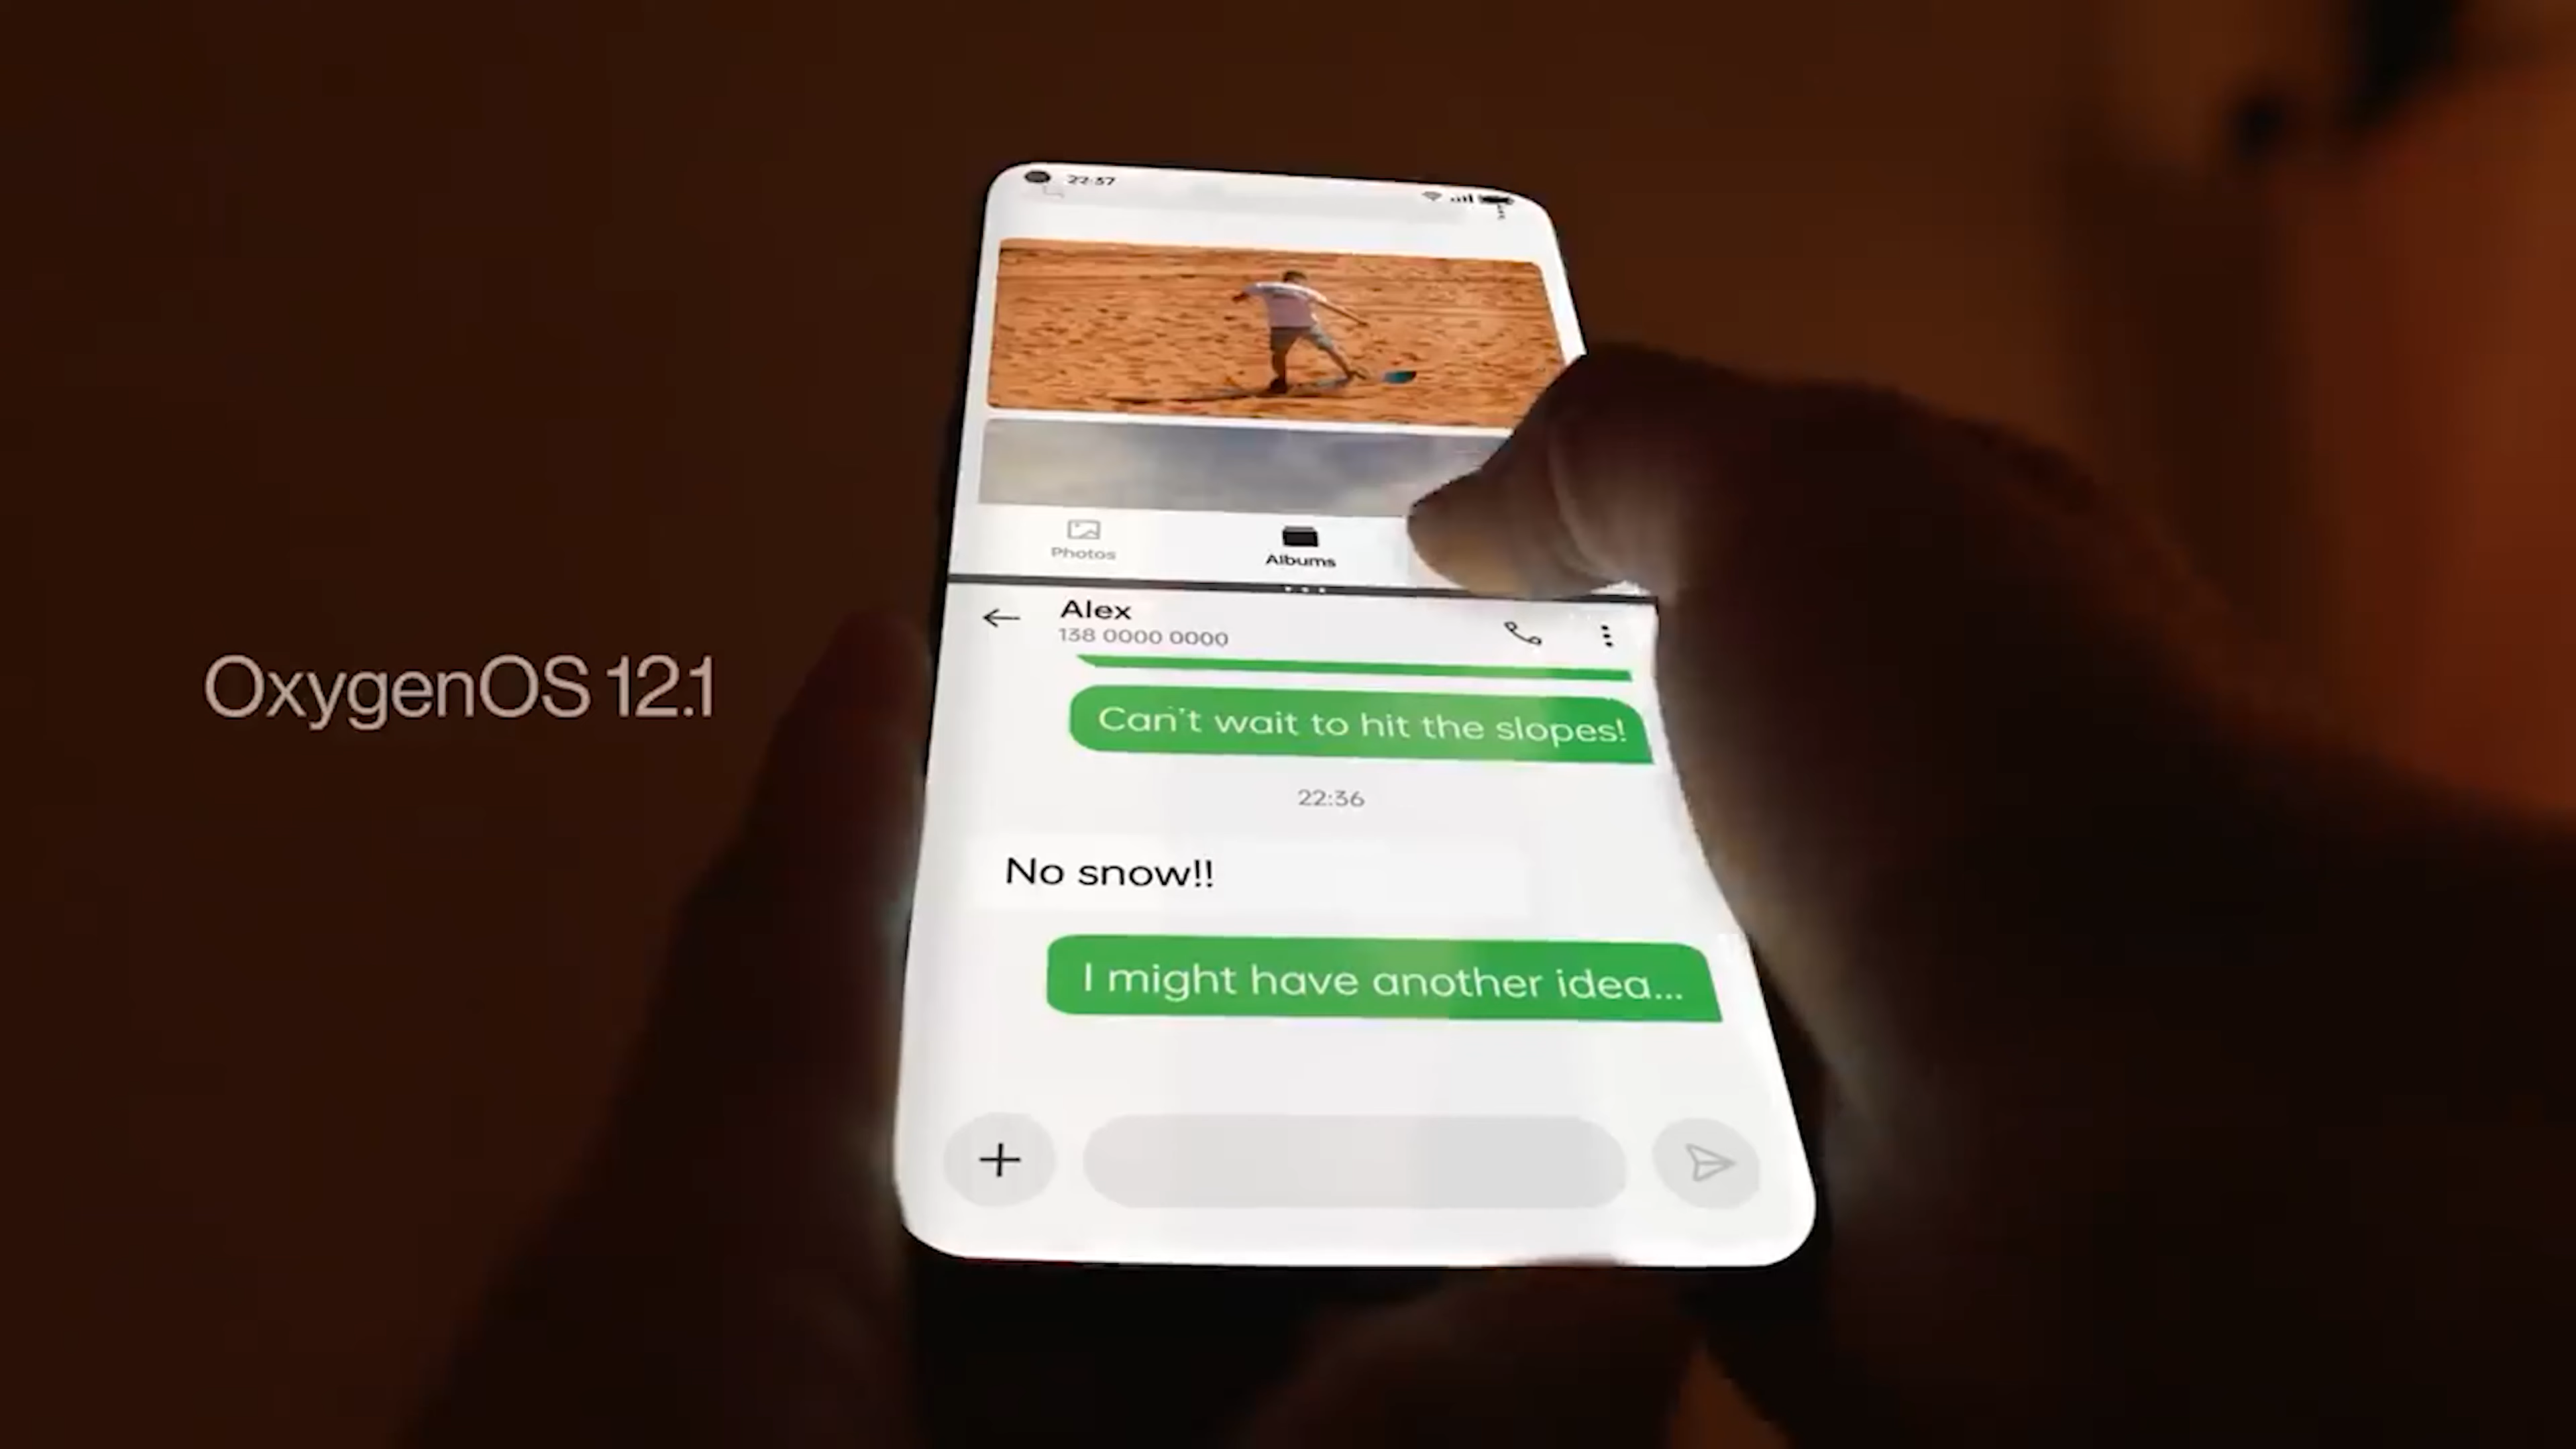 22:37
Photos
Albums
Alex
138 0000 0000
OxygenOS 12.1
Can't wait to hit the slopes!
22:36
No snow!!
I might have another idea...